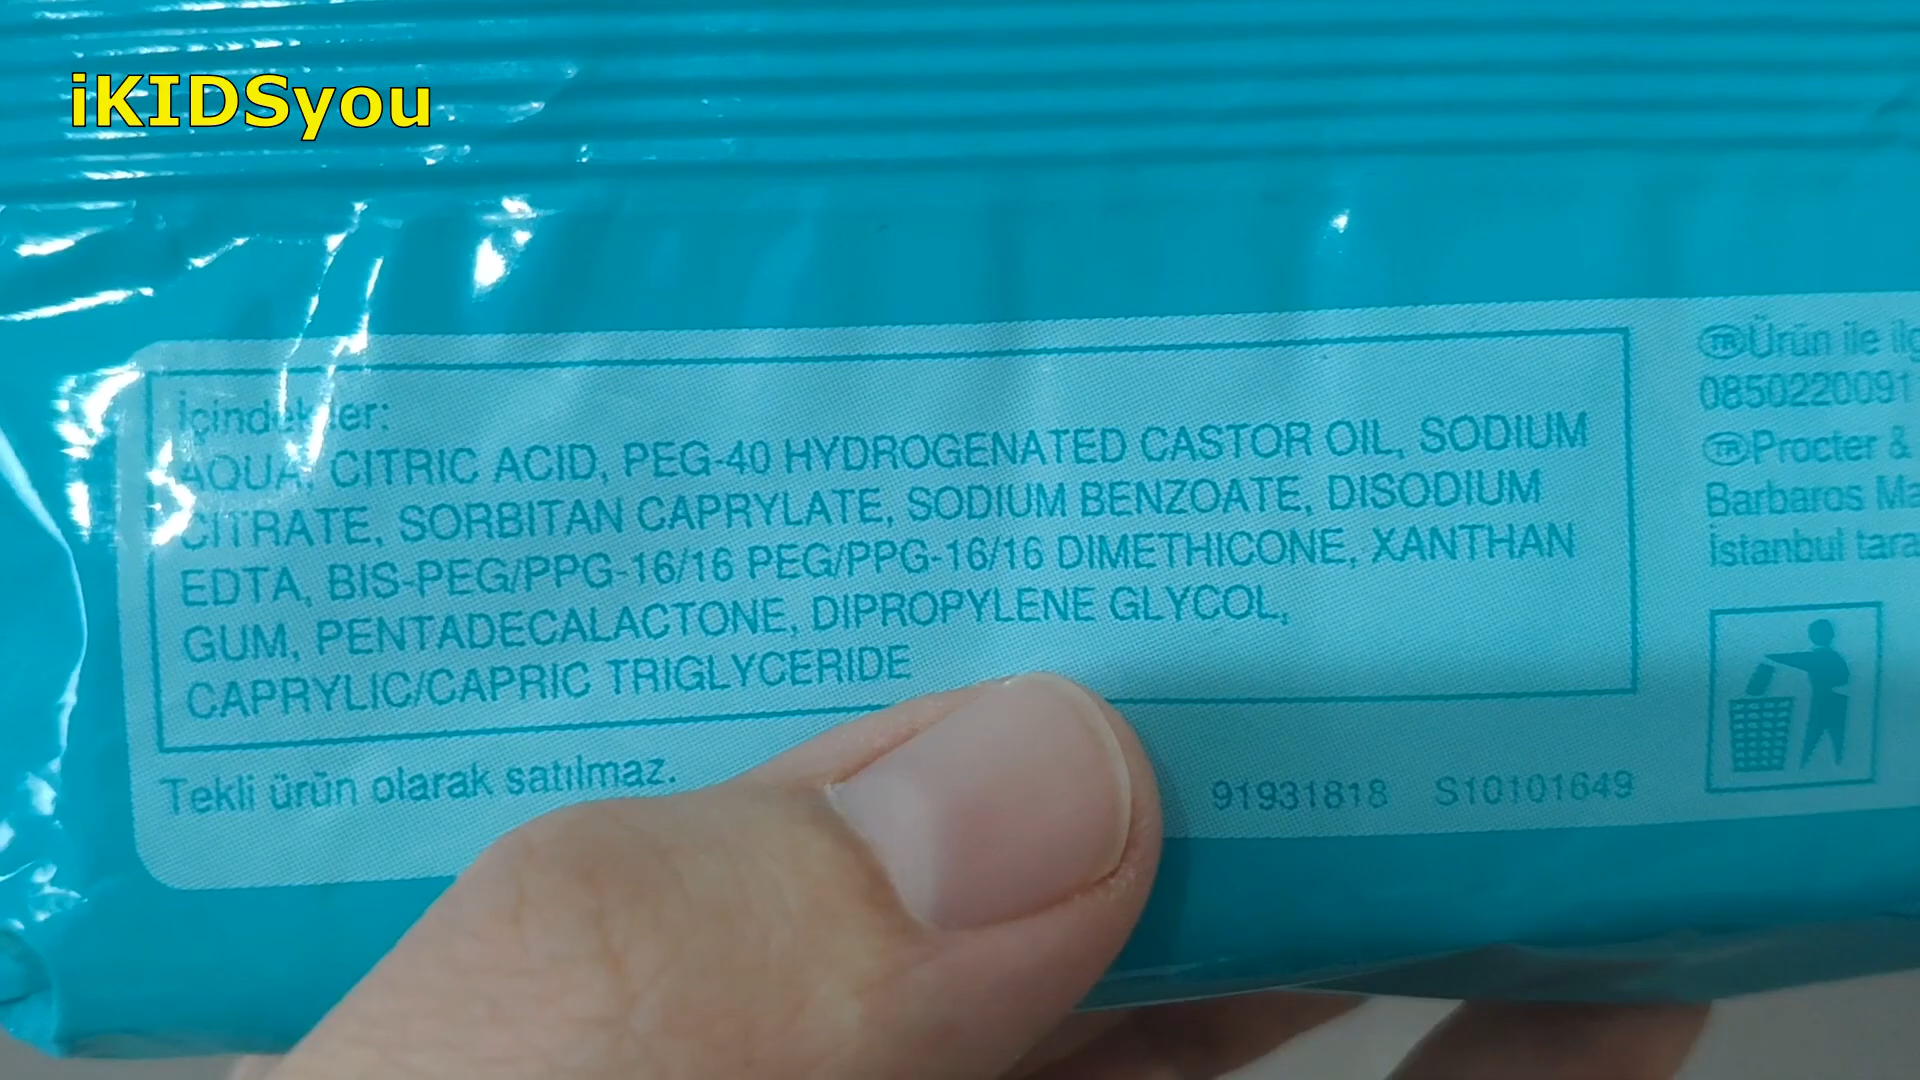 iKIDSyou
İçindekiler:
AQUA, CITRIC ACID, PEG-40 HYDROGENATED CASTOR OIL, SODIUM
CITRATE, SORBITAN CAPRYLATE, SODIUM BENZOATE, DISODIUM
EDTA, BIS-PEG/PPG-16/16 PEG/PPG-16/16 DIMETHICONE, XANTHAN
GUM, PENTADECALACTONE, DIPROPYLENE GLYCOL,
CAPRYLIC/CAPRIC TRIGLYCERIDE
Tekli ürün olarak satılmaz.
91931818 S10101649
TR Ürün ile
0850220091
TR Procter &
Barbaros
İstanbul